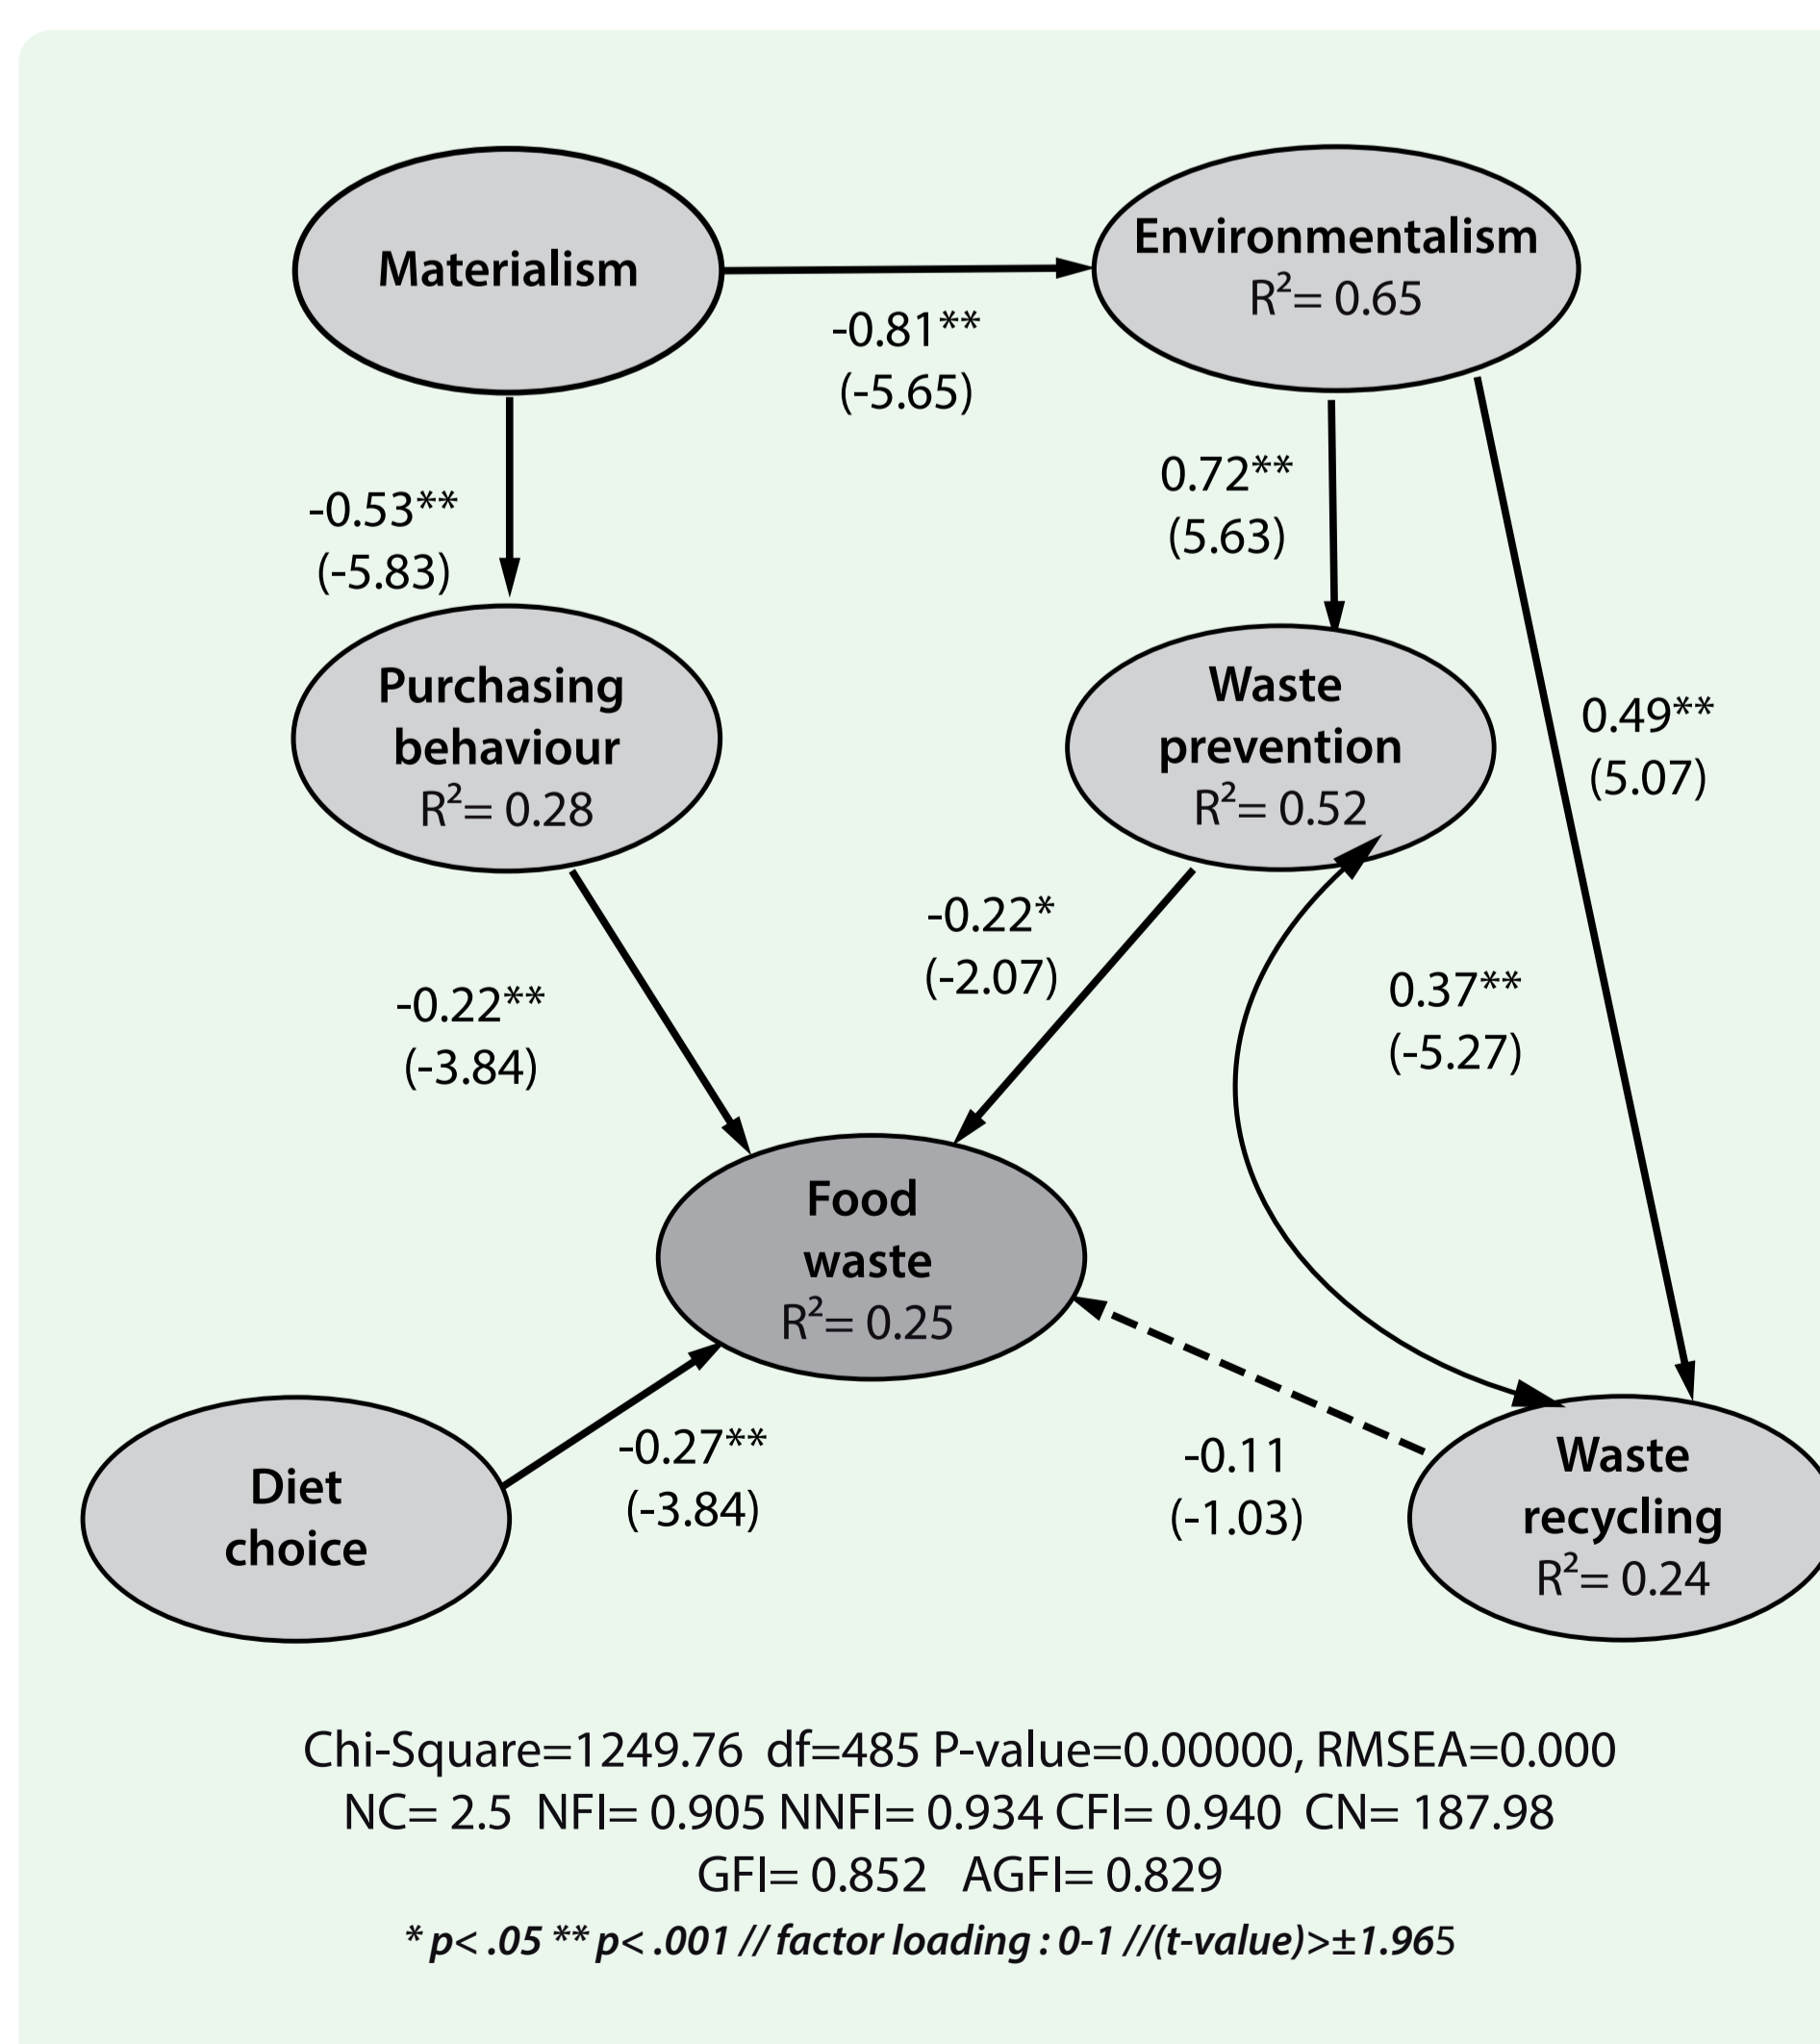 Materialism
Environmentalism
R²= 0.65
-0.81**
(-5.65)
0.72**
(5.63)
-0.53**
(-5.83)
Purchasing
behaviour
R²= 0.28
Waste
prevention
R²= 0.52
0.49**
(5.07)
-0.22*
(-2.07)
-0.22**
(-3.84)
0.37**
(-5.27)
Food
waste
R²= 0.25
Diet
choice
-0.27**
(-3.84)
-0.11
(-1.03)
Waste
recycling
R²= 0.24
Chi-Square=1249.76 df=485 P-value=0.00000, RMSEA=0.000
NC= 2.5 NFI= 0.905 NNFI= 0.934 CFI= 0.940 CN= 187.98
GFI= 0.852 AGFI= 0.829
* p< .05 ** p< .001 // factor loading : 0-1 //(t-value)>±1.965